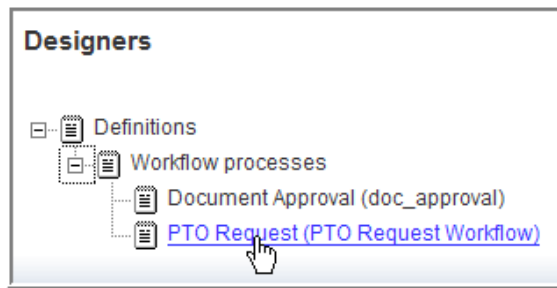 Designers
Definitions
Workflow processes
Document Approval (doc_approval)
PTO Request (PTO Request Workflow)